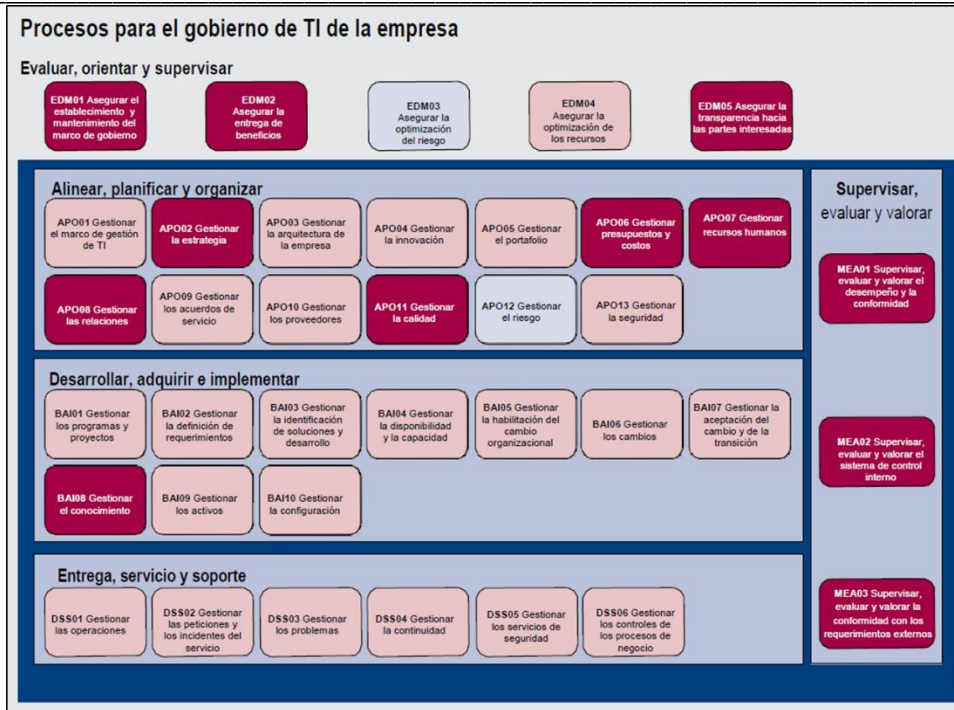 Procesos para el gobierno de TI de la empresa
Evaluar, orientar y supervisar
EDM01 Asegurar el
establecimiento y
mantenimiento del
marco de gobierno
EDM02
Asegurar la
entrega de
beneficios
EDM03
Asegurar la
optimización
del riesgo
EDM04
Asegurar la
optimización de
los recursos
EDM05 Asegurar la
transparencia hacia
las partes interesadas
Alinear, planificar y organizar
APO01 Gestionar
el marco de gestión
de TI
APO02 Gestionar
la estrategia
APO03 Gestionar
la arquitectura de
la empresa
APO04 Gestionar
la innovación
APO05 Gestionar
el portafolio
APO06 Gestionar
presupuestos y
costos
APO07 Gestionar
recursos humanos
APO08 Gestionar
las relaciones
APO09 Gestionar
los acuerdos de
servicio
APO10 Gestionar
los proveedores
APO11 Gestionar
la calidad
APO12 Gestionar
el riesgo
APO13 Gestionar
la seguridad
Desarrollar, adquirir e implementar
BAI01 Gestionar
los programas y
proyectos
BAI02 Gestionar
la definición de
requerimientos
BAI03 Gestionar
la identificación
de soluciones y
desarrollo
BAI04 Gestionar
la disponibilidad
y la capacidad
BAI05 Gestionar
la habilitación del
cambio
organizacional
BAI06 Gestionar
los cambios
BAI07 Gestionar la
aceptación del
cambio y de la
transición
BAI08 Gestionar
el conocimiento
BAI09 Gestionar
los activos
BAI10 Gestionar
la configuración
Entrega, servicio y soporte
DSS01 Gestionar
las operaciones
DSS02 Gestionar
las peticiones y
los incidentes del
servicio
DSS03 Gestionar
los problemas
DSS04 Gestionar
la continuidad
DSS05 Gestionar
los servicios de
seguridad
DSS06 Gestionar
los controles de
los procesos de
negocio
Supervisar,
evaluar y valorar
MEA01 Supervisar,
evaluar y valorar el
desempeño y la
conformidad
MEA02 Supervisar,
evaluar y valorar el
sistema de control
interno
MEA03 Supervisar,
evaluar y valorar la
conformidad con los
requerimientos externos